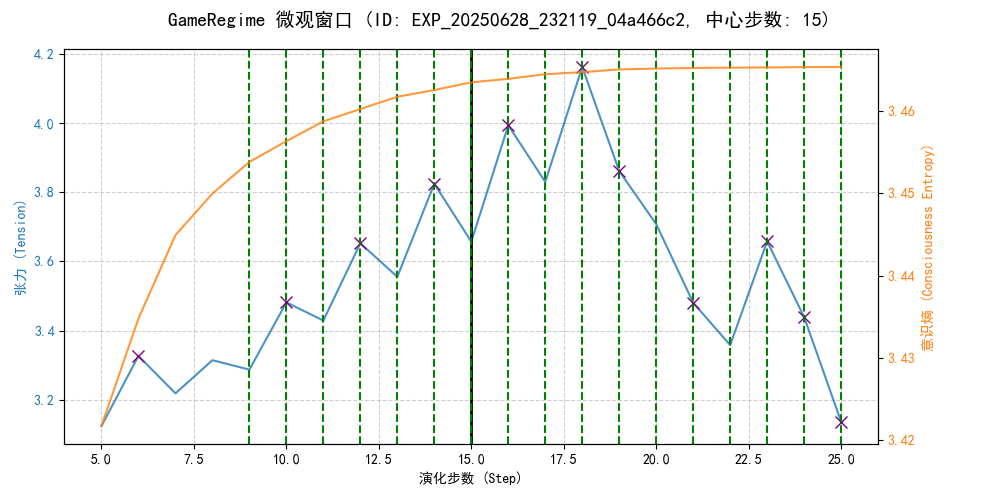 GameRegime 微观窗口 (ID: EXP_20250628_232119_04a466c2, 中心步数: 15)
张力 (Tension)
4.2
4.0
3.8
3.6
3.4
3.2
5.0 7.5 10.0 12.5 15.0 17.5 20.0 22.5 25.0
演化步数 (Step)
3.46
3.45
3.44
3.43
3.42
意识熵 (Consciousness Entropy)